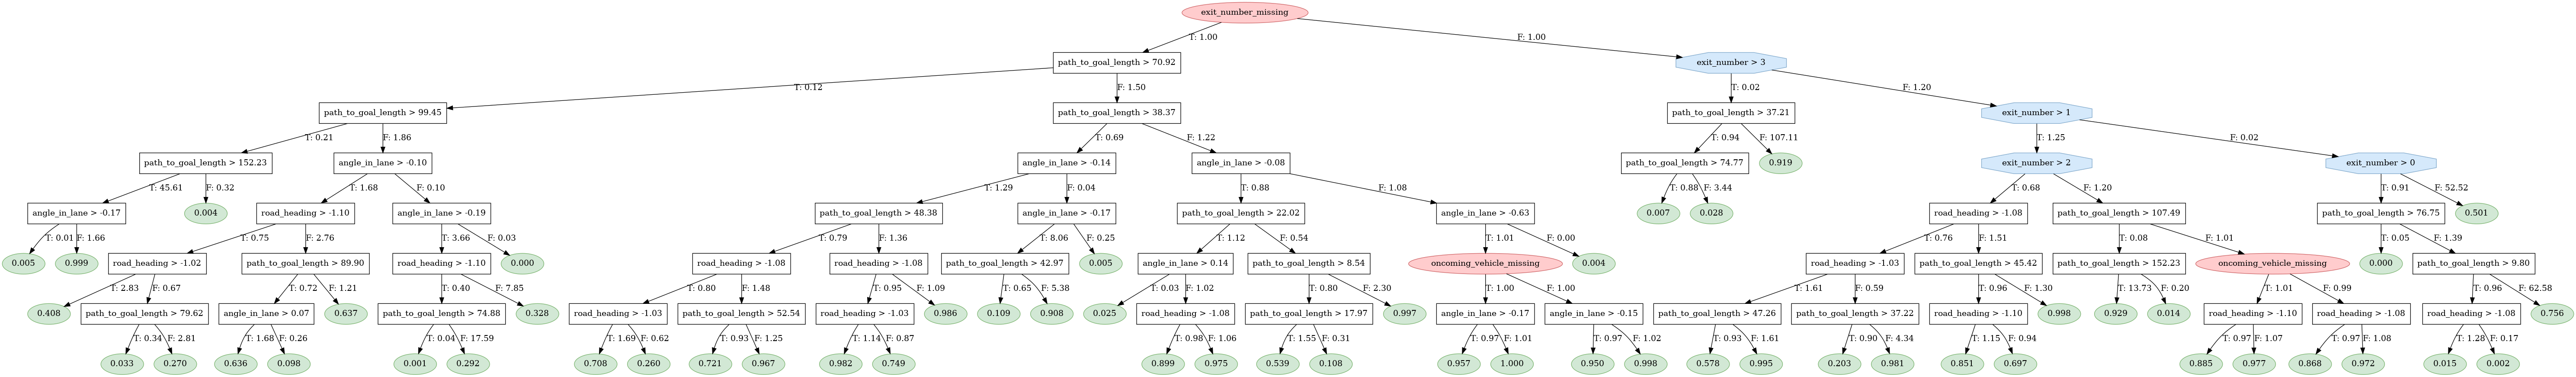 exit_number_missing
T: 1.00 F: 1.00
path_to_goal_length > 70.92 exit_number > 3
T: 0.12 F: 1.50 T: 0.02 F: 1.20
path_to_goal_length > 99.45 path_to_goal_length > 38.37 path_to_goal_length > 37.21 exit_number > 1
T: 0.21 F: 1.86 T: 0.69 F: 1.22 T: 0.94 F: 107.11 T: 1.25 F: 0.02
path_to_goal_length > 152.23 angle_in_lane > -0.10 angle_in_lane > -0.14 angle_in_lane > -0.08 path_to_goal_length > 74.77 0.919 exit_number > 2 exit_number > 0
T: 45.61 F: 0.32 T: 1.68 F: 0.10 T: 1.29 F: 0.04 T: 0.88 F: 1.08 T: 0.88 F: 3.44 T: 0.68 F: 1.20 T: 0.91 F: 52.52
angle_in_lane > -0.17 0.004 road_heading > -1.10 angle_in_lane > -0.19 path_to_goal_length > 48.38 angle_in_lane > -0.17 path_to_goal_length > 22.02 angle_in_lane > -0.63 0.007 0.028 road_heading > -1.08 path_to_goal_length > 107.49 path_to_goal_length > 76.75 0.501
T: 0.01 F: 1.66 T: 0.75 F: 2.76 T: 3.66 F: 0.03 T: 0.79 F: 1.36 T: 8.06 F: 0.25 T: 1.12 F: 0.54 T: 1.01 F: 0.00 T: 0.76 F: 1.51 T: 0.08 F: 1.01 T: 0.05 F: 1.39
0.005 0.999 road_heading > -1.02 path_to_goal_length > 89.90 road_heading > -1.10 0.000 road_heading > -1.08 road_heading > -1.08 path_to_goal_length > 42.97 0.005 angle_in_lane > 0.14 path_to_goal_length > 8.54 oncoming_vehicle_missing 0.004 road_heading > -1.03 path_to_goal_length > 45.42 path_to_goal_length > 152.23 oncoming_vehicle_missing 0.000 path_to_goal_length > 9.80
T: 2.83 F: 0.67 T: 0.72 F: 1.21 T: 0.40 F: 7.85 T: 0.80 F: 1.48 T: 0.95 F: 1.09 T: 0.65 F: 5.38 T: 0.03 F: 1.02 T: 0.80 F: 2.30 T: 1.00 F: 1.00 T: 1.61 F: 0.59 T: 0.96 F: 1.30 T: 13.73 F: 0.20 T: 1.01 F: 0.99 T: 0.96 F: 62.58
0.408 path_to_goal_length > 79.62 angle_in_lane > 0.07 0.637 path_to_goal_length > 74.88 0.328 road_heading > -1.03 path_to_goal_length > 52.54 road_heading > -1.03 0.986 0.109 0.908 0.025 road_heading > -1.08 path_to_goal_length > 17.97 0.997 angle_in_lane > -0.17 angle_in_lane > -0.15 path_to_goal_length > 47.26 path_to_goal_length > 37.22 road_heading > -1.10 0.998 0.929 0.014 road_heading > -1.10 road_heading > -1.08 road_heading > -1.08 0.756
T: 0.34 F: 2.81 T: 1.68 F: 0.26 T: 0.04 F: 17.59 T: 1.69 F: 0.62 T: 0.93 F: 1.25 T: 1.14 F: 0.87 T: 0.98 F: 1.06 T: 1.55 F: 0.31 T: 0.97 F: 1.01 T: 0.97 F: 1.02 T: 0.93 F: 1.61 T: 0.90 F: 4.34 T: 1.15 F: 0.94 T: 0.97 F: 1.07 T: 0.97 F: 1.08 T: 1.28 F: 0.17
0.033 0.270 0.636 0.098 0.001 0.292 0.708 0.260 0.721 0.967 0.982 0.749 0.899 0.975 0.539 0.108 0.957 1.000 0.950 0.998 0.578 0.995 0.203 0.981 0.851 0.697 0.885 0.977 0.868 0.972 0.015 0.002